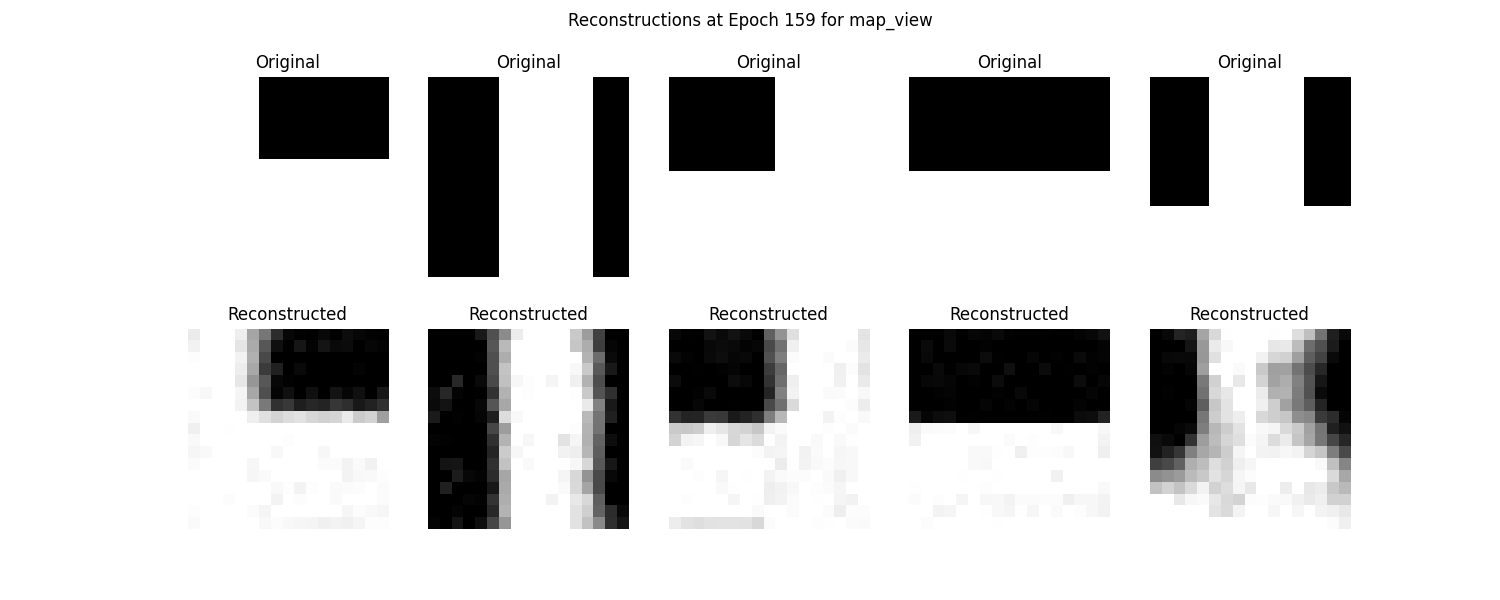 Reconstructions at Epoch 159 for map_view
Original Original Original Original Original
Reconstructed Reconstructed Reconstructed Reconstructed Reconstructed